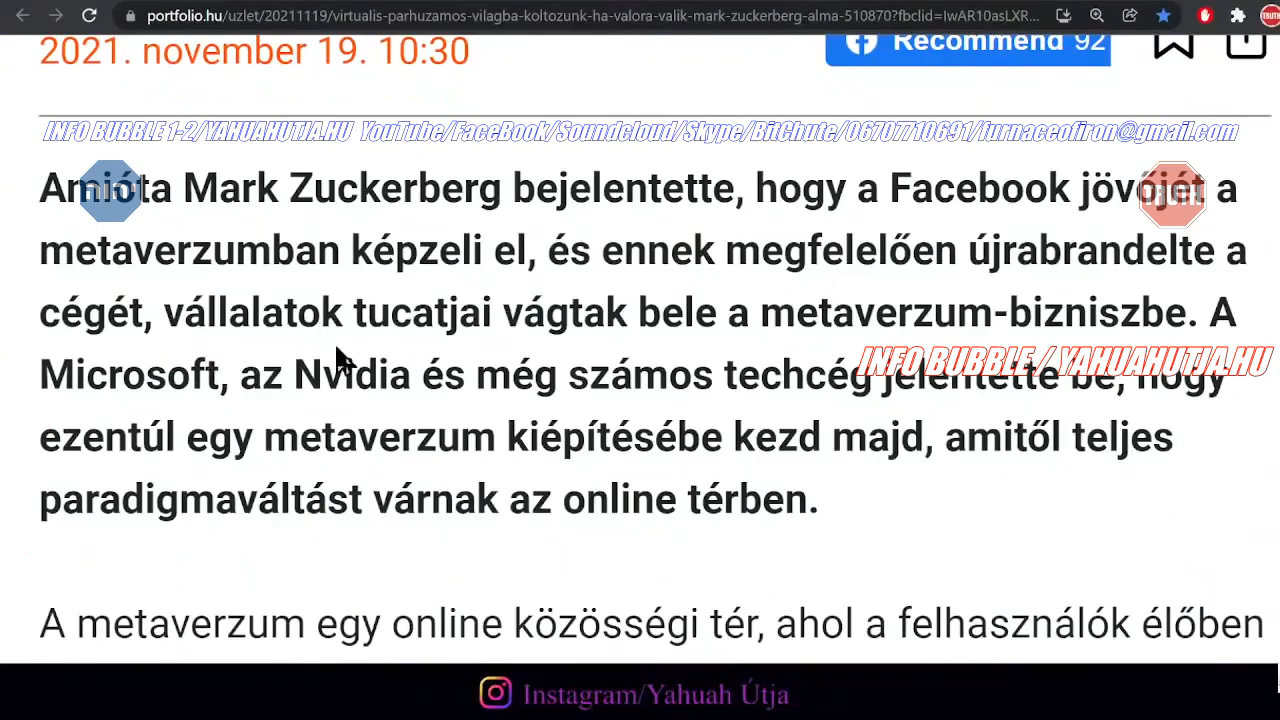 portfolio.hu/uzlet/20211119/virtualis-parhuzamos-vilagba-koltozunk-ha-valora-valik-mark-zuckerberg-alma-510870?fbclid=IwAR10asLXR...
2021. november 19. 10:30
Recommend 92
INFO BUBBLE 1-2/YAHUAHUTJA.HU YouTube/FaceBook/Soundcloud/Skype/BitChute/06707710691/furnaceofiron@gmail.com
Amióta Mark Zuckerberg bejelentette, hogy a Facebook jövőjét a
יהוה
TRUTH
metaverzumban képzeli el, és ennek megfelelően újrabrandelte a
cégét, vállalatok tucatjai vágtak bele a metaverzum-bizniszbe. A
INFO BUBBLE / YAHUAHUTJA.HU
Microsoft, az Nvidia és még számos techcég jelentette be, hogy
ezentúl egy metaverzum kiépítésébe kezd majd, amitől teljes
paradigmaváltást várnak az online térben.
A metaverzum egy online közösségi tér, ahol a felhasználók élőben
Instagram/Yahuah Útja